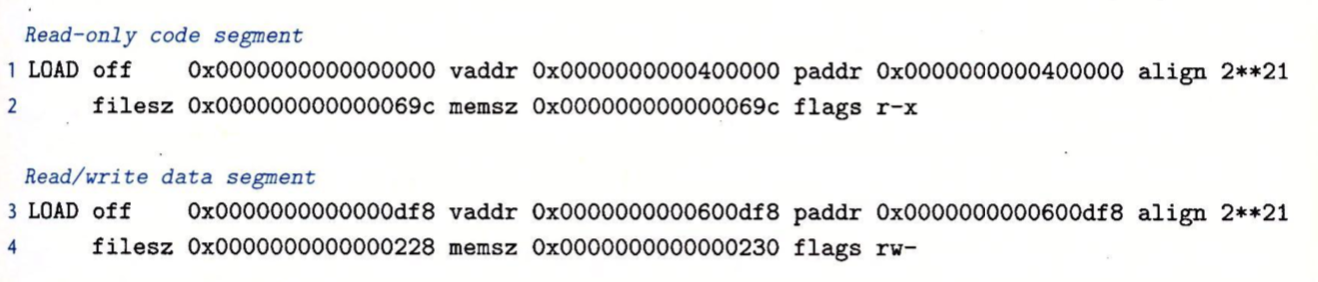 Read-only code segment
1 LOAD off 0x0000000000000000 vaddr 0x0000000000400000 paddr 0x0000000000400000 align 2**21
2 filesz 0x000000000000069c memsz 0x000000000000069c flags r-x
Read/write data segment
3 LOAD off 0x0000000000000df8 vaddr 0x0000000000600df8 paddr 0x0000000000600df8 align 2**21
4 filesz 0x0000000000000228 memsz 0x0000000000000230 flags rw-